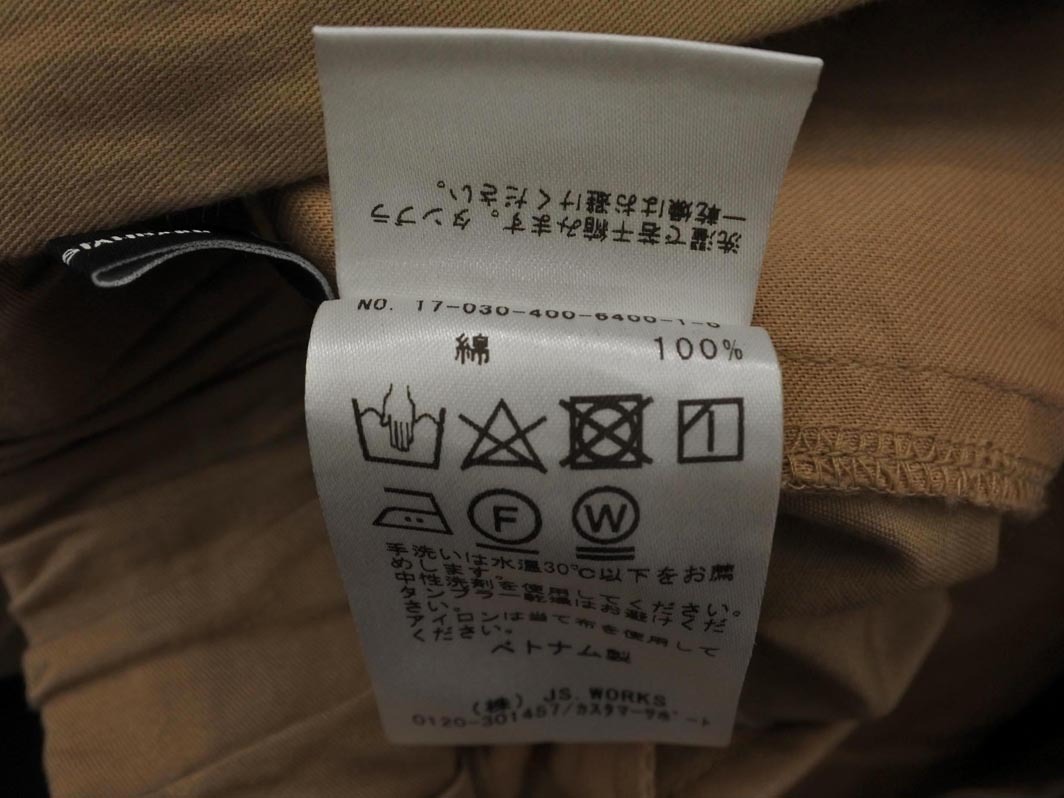 洗濯で若干縮みます。 タンブラ
ー乾燥はお避けください。
STANDARD
NO. 17-030-400-6400-1-6
綿 100%
F W
手洗いは水温30℃以下をお薦
めします。
中性洗剤を使用してください。
タンブラー乾燥はお避けくだ
さい。
アイロンは当て布を使用して
ください。
ベトナム製
(株) JS.WORKS
0120-301457/カスタマーサポート